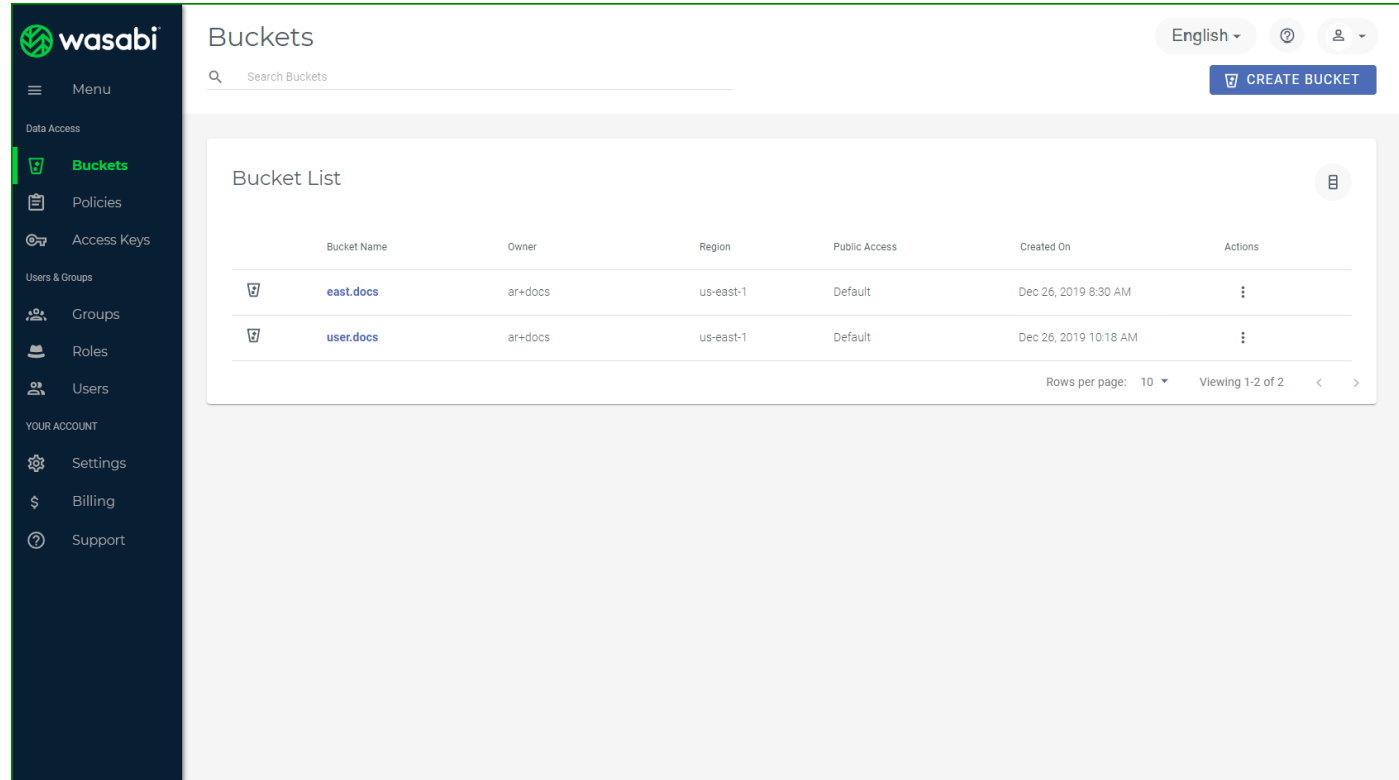 wasabi
Menu
Data Access
Buckets
Policies
Access Keys
Users & Groups
Groups
Roles
Users
YOUR ACCOUNT
Settings
$ Billing
Support
Buckets
English
Search Buckets
CREATE BUCKET
Bucket List
Bucket Name Owner Region Public Access Created On Actions
east.docs ar+docs us-east-1 Default Dec 26, 2019 8:30 AM
user.docs ar+docs us-east-1 Default Dec 26, 2019 10:18 AM
Rows per page: 10 Viewing 1-2 of 2 < >